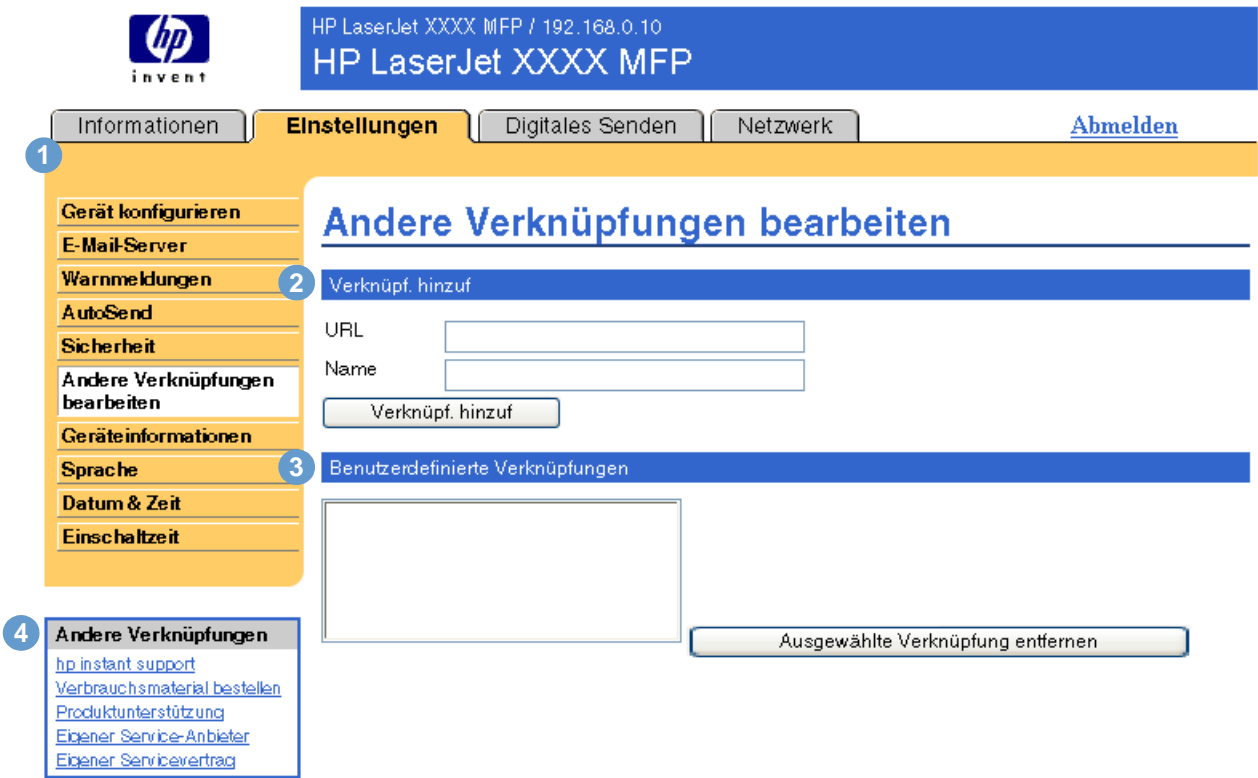 hp
invent
HP LaserJet XXXX MFP / 192.168.0.10
HP LaserJet XXXX MFP
Informationen
Einstellungen
Digitales Senden
Netzwerk
Abmelden
1
Gerät konfigurieren
E-Mail-Server
Warnmeldungen
AutoSend
Sicherheit
Andere Verknüpfungen
bearbeiten
Geräteinformationen
Sprache
Datum & Zeit
Einschaltzeit
Andere Verknüpfungen bearbeiten
2
Verknüpf. hinzuf
URL
Name
Verknüpf. hinzuf
3
Benutzerdefinierte Verknüpfungen
Ausgewählte Verknüpfung entfernen
4
Andere Verknüpfungen
hp instant support
Verbrauchsmaterial bestellen
Produktunterstützung
Eigener Service-Anbieter
Eigener Servicevertrag